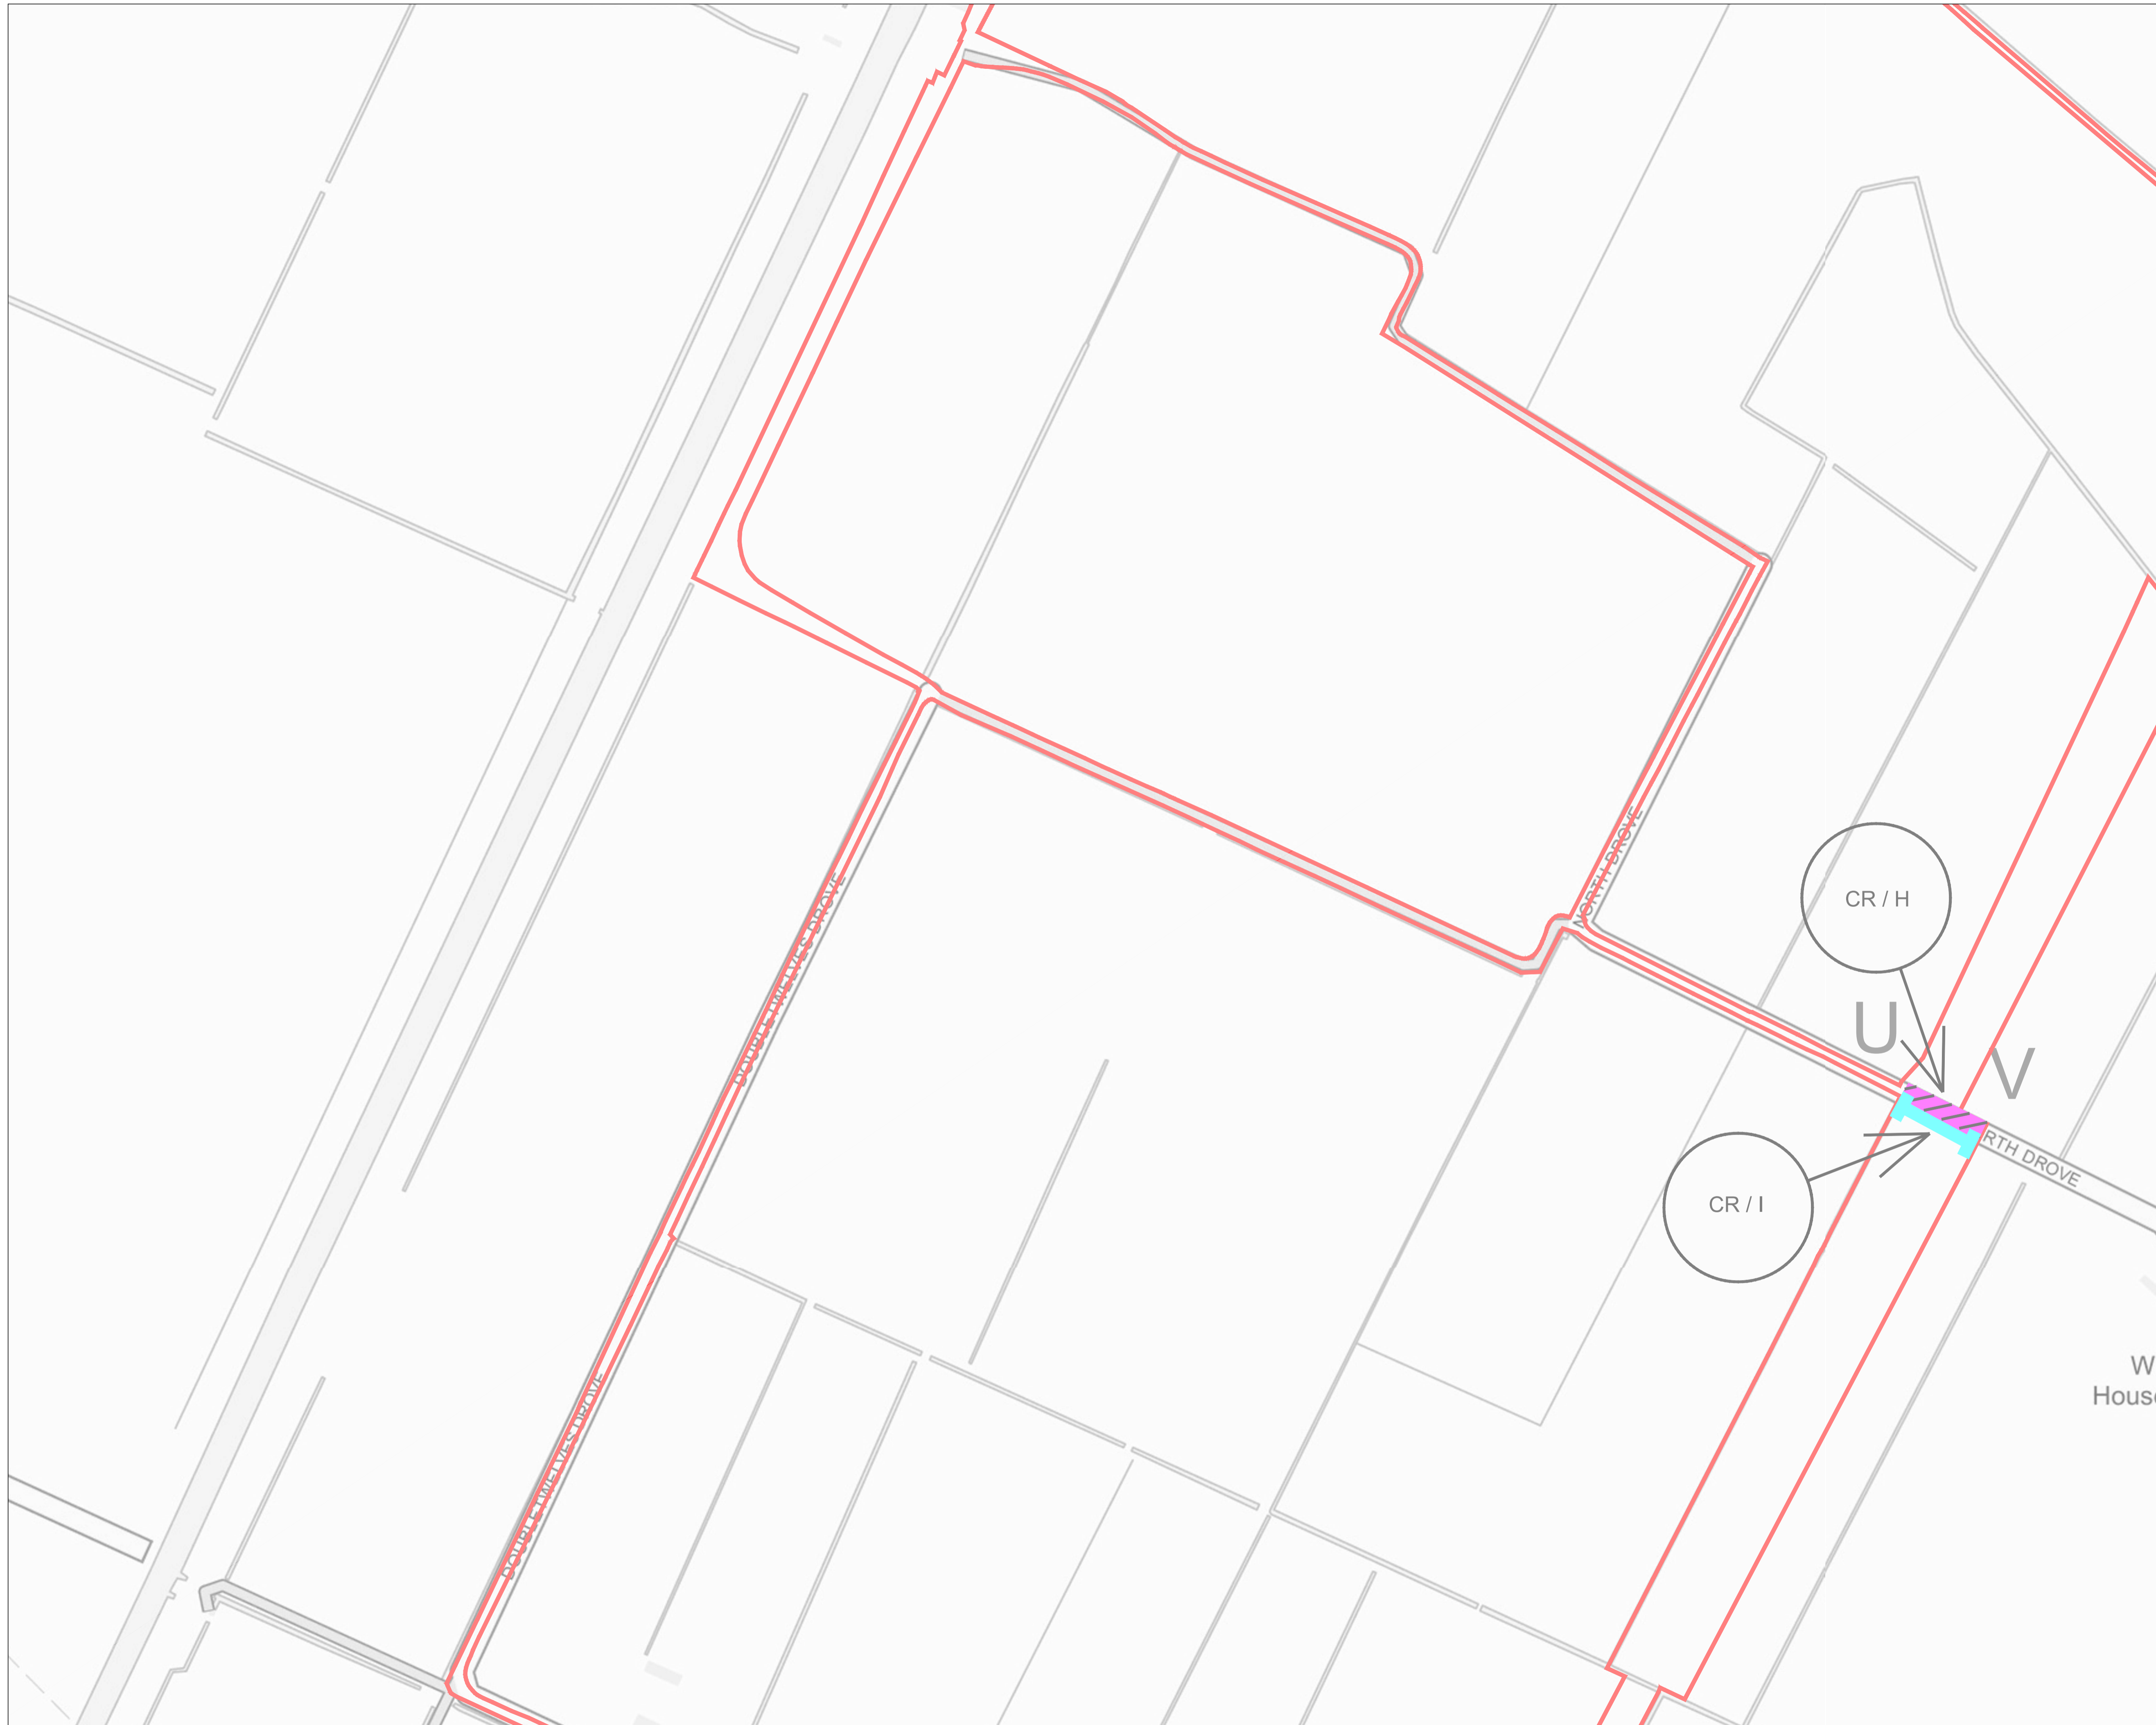 NORTH DROVE
DOUBLE TWELVES DROVE
CR / H
U
V
RTH DROVE
CR / I
W
House
DOUBLE TWELVES DROVE